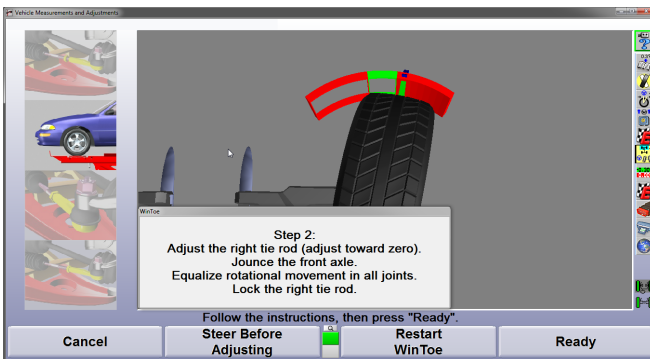 Vehicle Measurements and Adjustments
WinToe
Step 2:
Adjust the right tie rod (adjust toward zero).
Jounce the front axle.
Equalize rotational movement in all joints.
Lock the right tie rod.
Follow the instructions, then press "Ready".
Cancel
Steer Before
Adjusting
Restart
WinToe
Ready